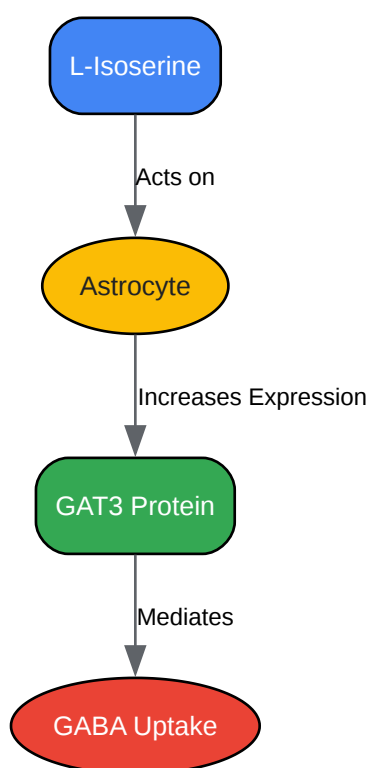 L-Isoserine
Acts on
Astrocyte
Increases Expression
GAT3 Protein
Mediates
GABA Uptake